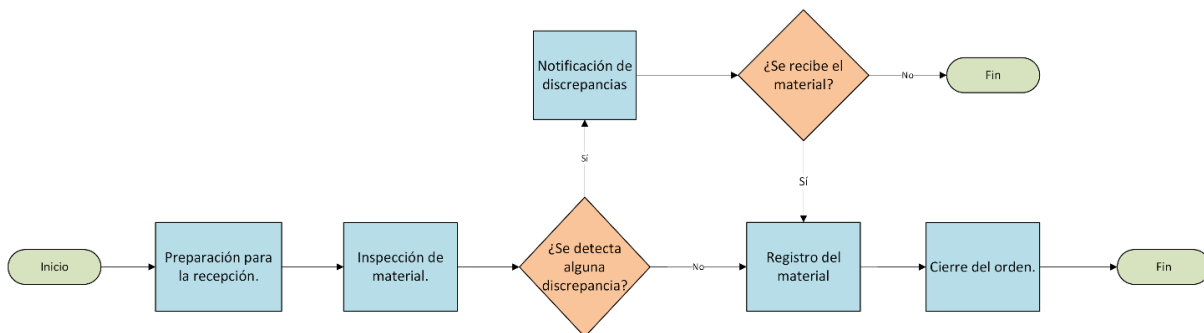 Notificación de
discrepancias
¿Se recibe el
material?
No
Fin
Sí
Sí
Inicio
Preparación para
la recepción.
Inspección de
material.
¿Se detecta
alguna
discrepancia?
No
Registro del
material
Cierre del orden.
Fin